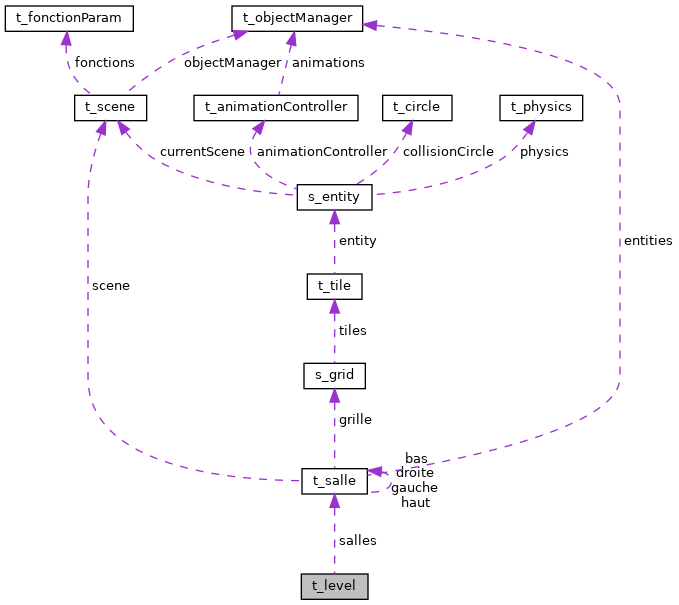 t_fonctionParam
t_objectManager
fonctions
objectManager
animations
t_scene
t_animationController
t_circle
t_physics
currentScene
animationController
collisionCircle
physics
s_entity
entity
entities
t_tile
scene
tiles
s_grid
grille
bas
droite
gauche
haut
t_salle
salles
t_level